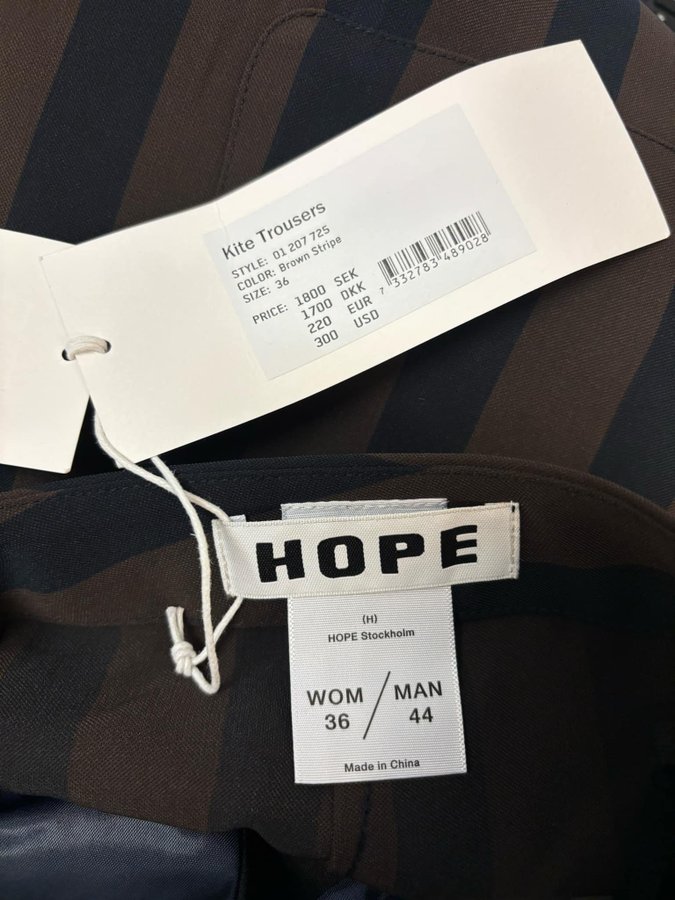 Kite Trousers
STYLE: 01 207 725
COLOR: Brown Stripe
SIZE: 36
PRICE: 1800 SEK
1700 DKK
220 EUR
300 USD
7 332783 489028
HOPE
(H)
HOPE Stockholm
WOM / MAN
36 / 44
Made in China